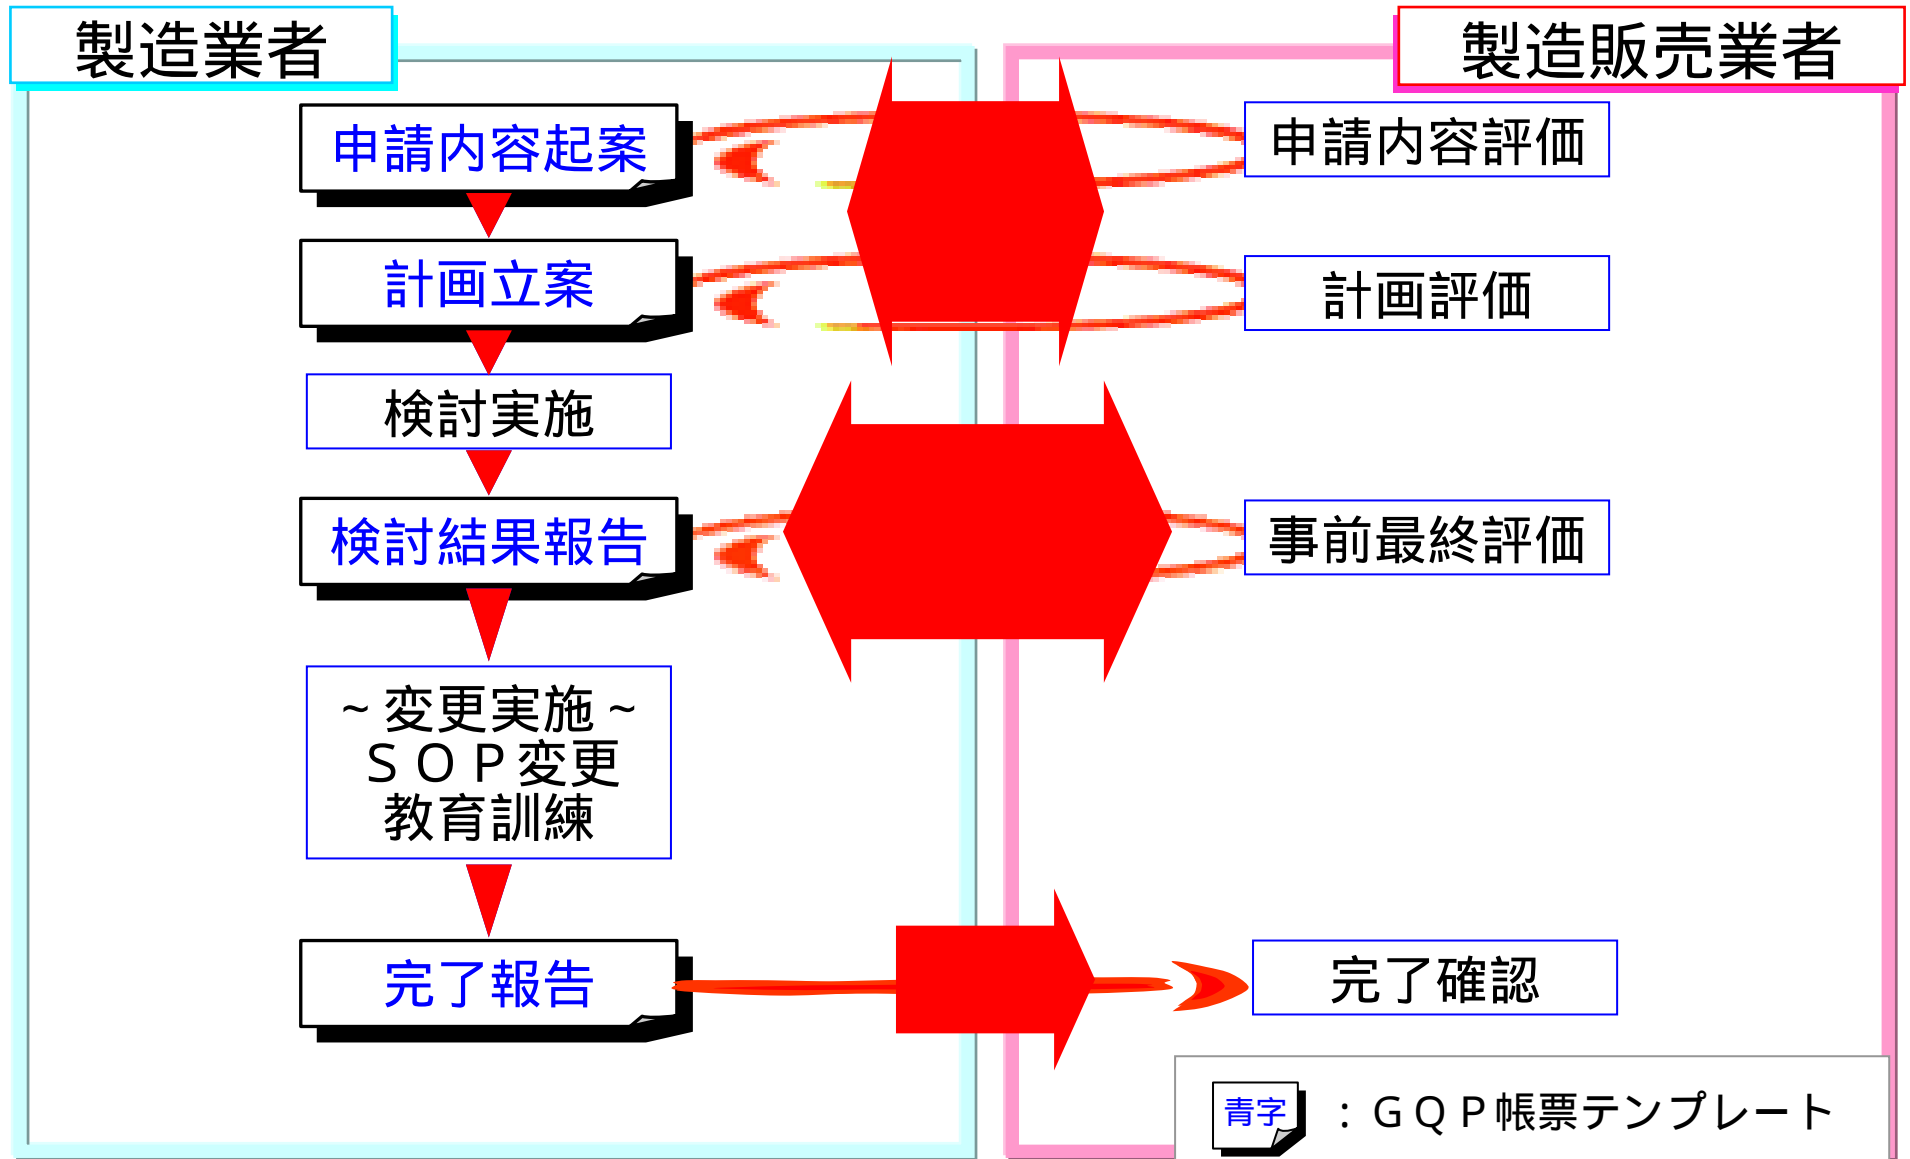 製造業者
製造販売業者
申請内容起案
申請内容評価
計画立案
計画評価
検討実施
検討結果報告
事前最終評価
~変更実施~
ＳＯＰ変更
教育訓練
完了報告
完了確認
青字
：ＧＱＰ帳票テンプレート